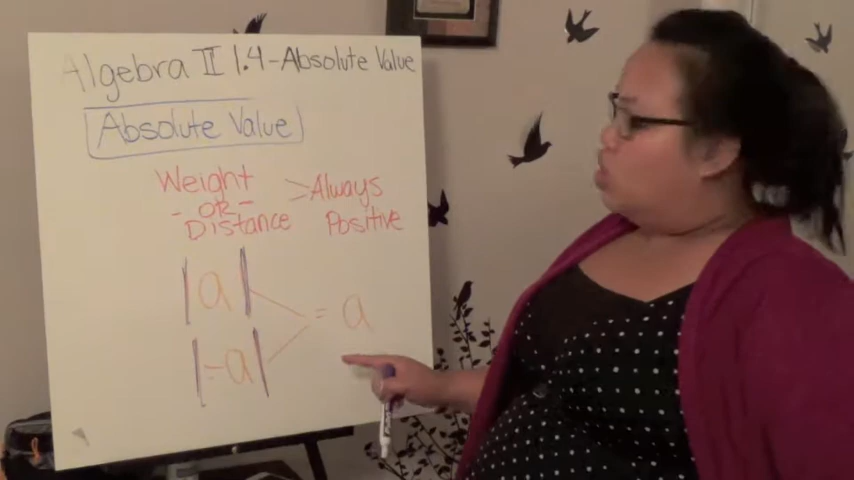 Algebra II 1.4-Absolute Value
Absolute Value
Weight
- OR -
Distance
> Always
Positive
|a|
|-a|
= a